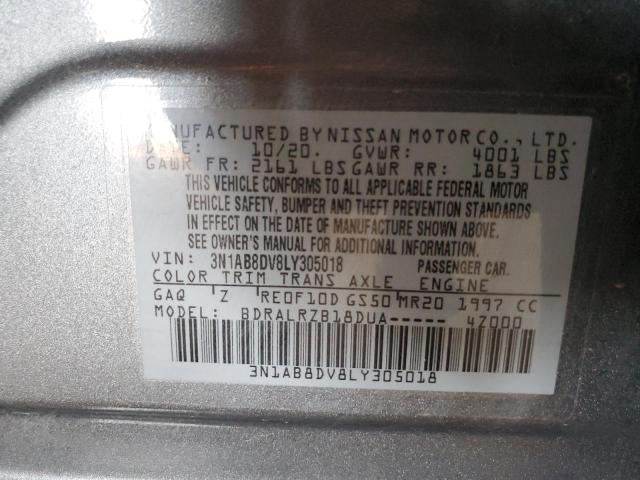 MANUFACTURED BY NISSAN MOTOR CO., LTD.
DATE: 10/20. GVWR: 4001 LBS
GAWR FR: 2161 LBS GAWR RR: 1863 LBS
THIS VEHICLE CONFORMS TO ALL APPLICABLE FEDERAL MOTOR
VEHICLE SAFETY, BUMPER AND THEFT PREVENTION STANDARDS
IN EFFECT ON THE DATE OF MANUFACTURE SHOWN ABOVE.
SEE OWNER'S MANUAL FOR ADDITIONAL INFORMATION.
VIN: 3N1AB8DV8LY305018 PASSENGER CAR.
COLOR TRIM TRANS AXLE ENGINE
GAQ Z RE0F10D GS50 MR20 1997 CC
MODEL: BDRALRZB18DUA----- 4Z000
3N1AB8DV8LY305018